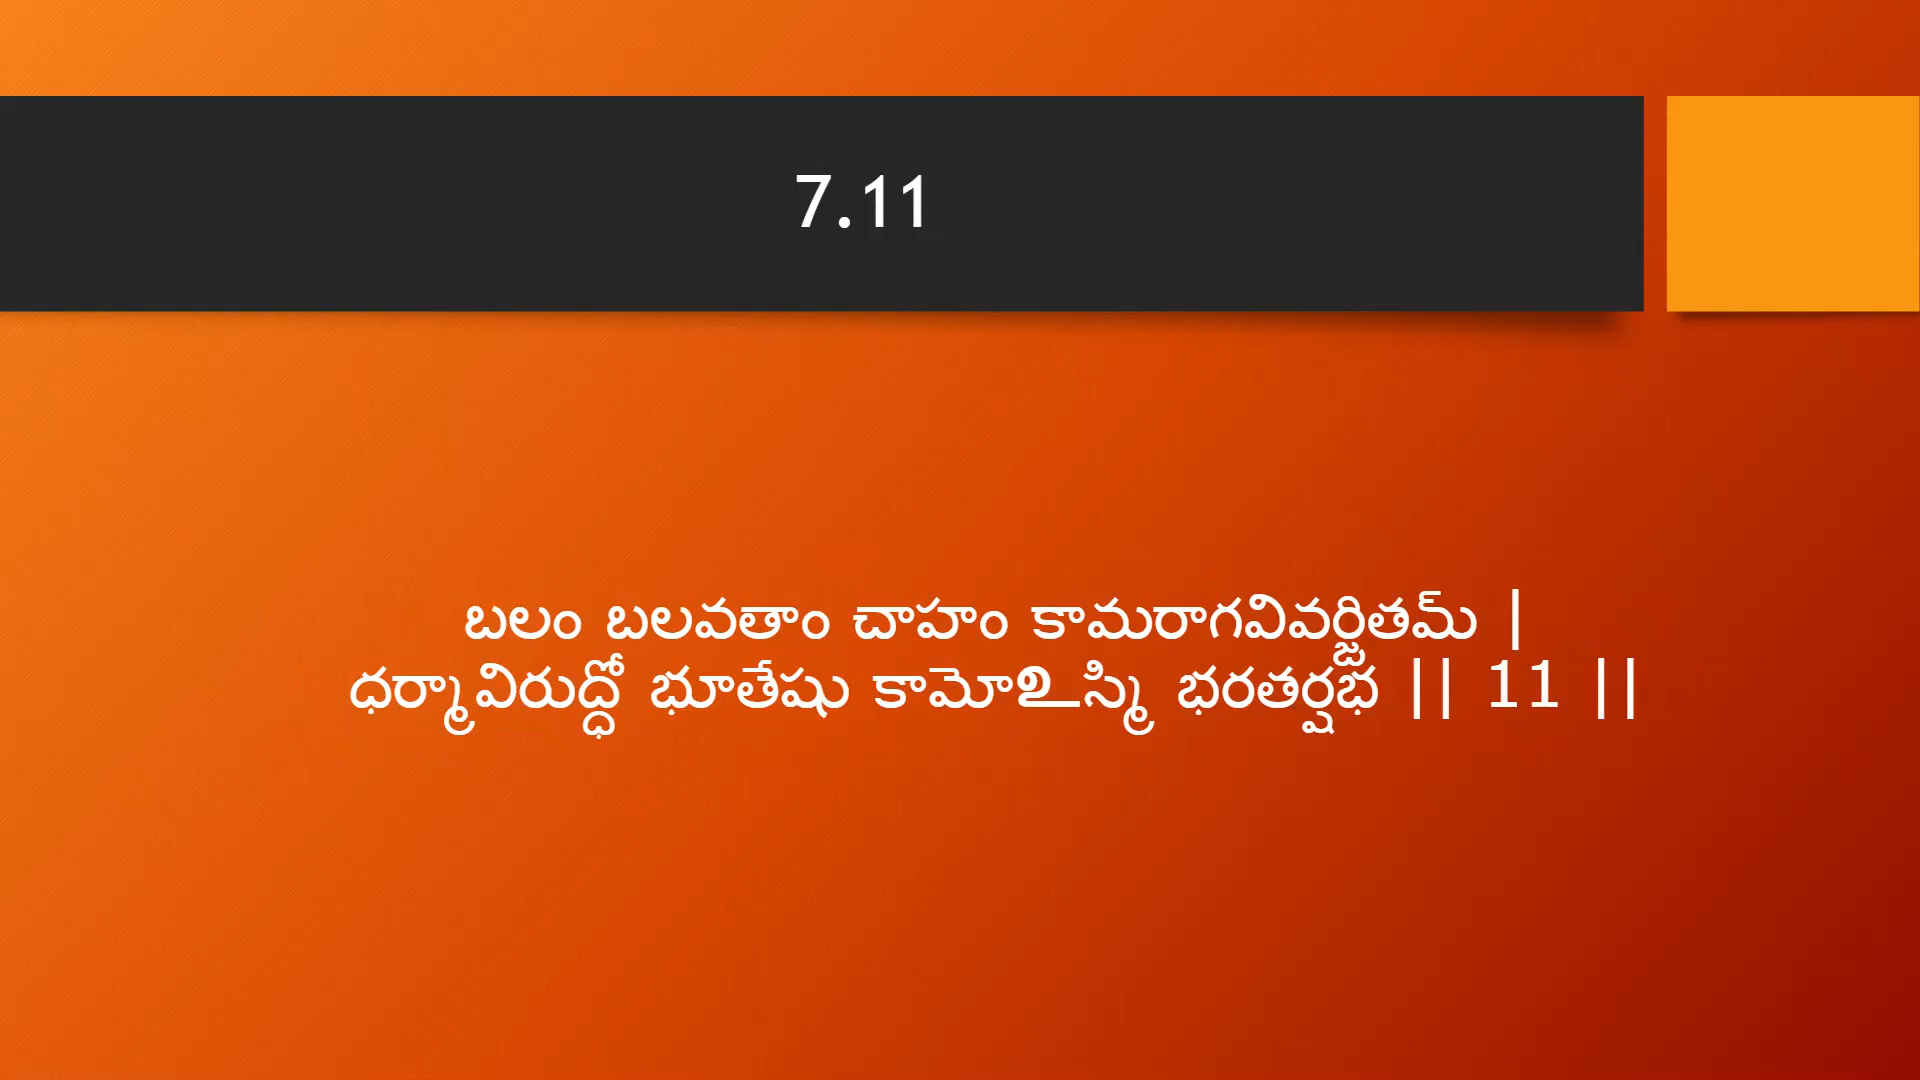 7.11
బలం బలవతాం చాహం కామరాగవివర్జితమ్ |
ధర్మావిరుద్ధో భూతేషు కామోఽస్మి భరతర్షభ || 11 ||